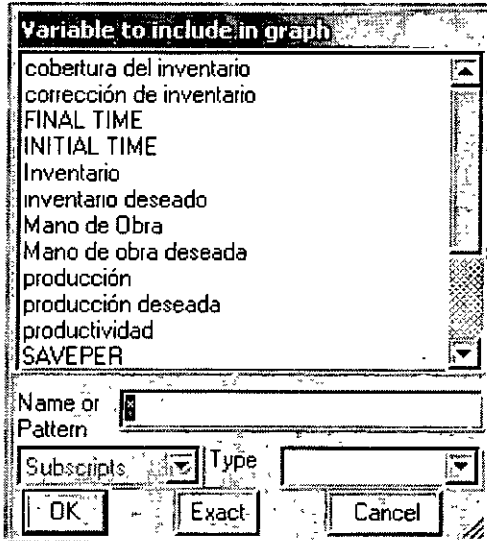 Variable to include in graph
cobertura del inventario
corrección de inventario
FINAL TIME
INITIAL TIME
Inventario
inventario deseado
Mano de Obra
Mano de obra deseada
producción
producción deseada
productividad
SAVEPER
Name or
Pattern
*
Subscripts
Type
OK
Exact
Cancel